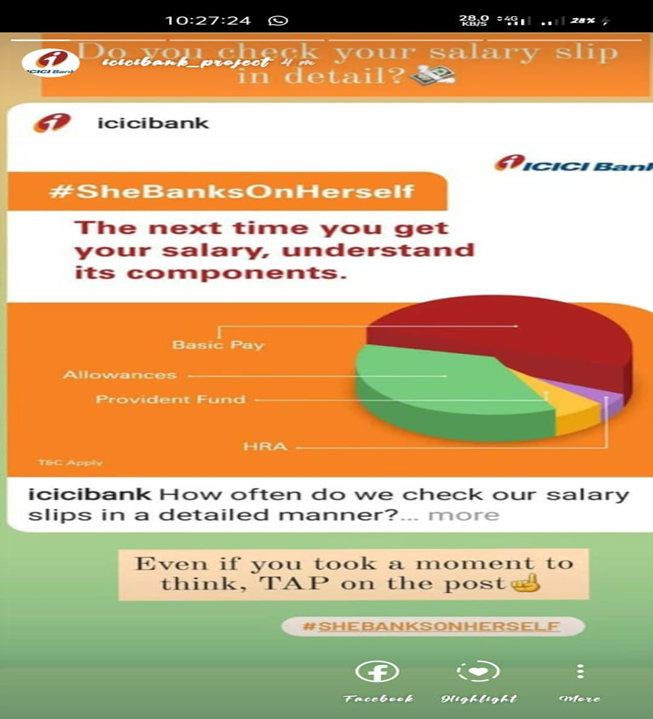 10:27:24
28.0 KB/S 4G 28%
Do you check your salary slip
icicibank_project 4 m
in detail?
ICICI Bank
icicibank
ICICI Bank
#SheBanksOnHerself
The next time you get
your salary, understand
its components.
Basic Pay
Allowances
Provident Fund
HRA
T&C Apply
icicibank How often do we check our salary
slips in a detailed manner?... more
Even if you took a moment to
think, TAP on the post
#SHEBANKSONHERSELF
Facebook Highlight More